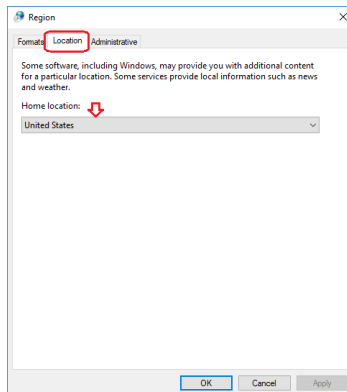 Region
Formats Location Administrative
Some software, including Windows, may provide you with additional content
for a particular location. Some services provide local information such as news
and weather.
Home location:
United States
OK Cancel Apply